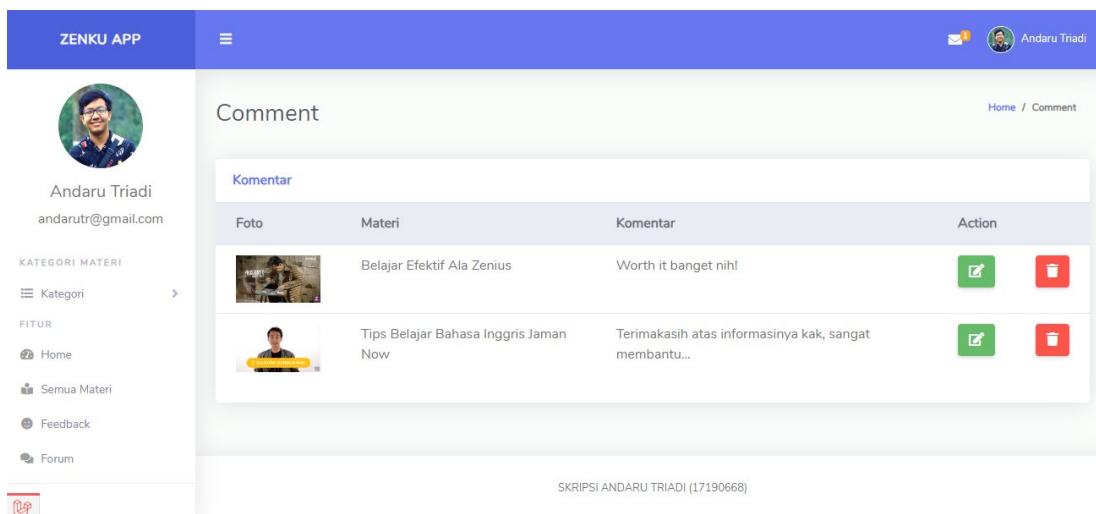 ZENKU APP
1
Andaru Triadi
Andaru Triadi
andarutr@gmail.com
KATEGORI MATERI
Kategori
FITUR
Home
Semua Materi
Feedback
Forum
Comment
Home / Comment
Komentar
Foto Materi Komentar Action
Belajar Efektif Ala Zenius Worth it banget nih!
Tips Belajar Bahasa Inggris Jaman Terimakasih atas informasinya kak, sangat
Now membantu...
SKRIPSI ANDARU TRIADI (17190668)